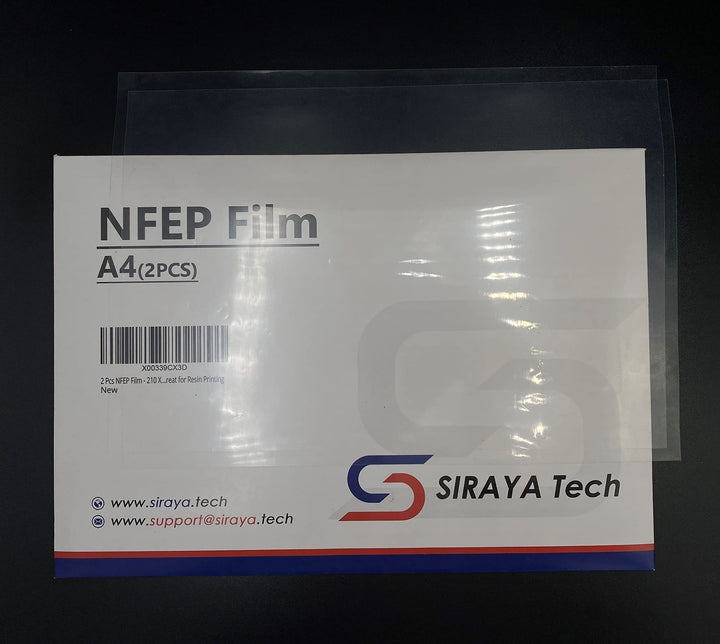 NFEP Film
A4(2PCS)
X00339CX3D
2 Pcs NFEP Film - 210 X...reat for Resin Printing
New
SIRAYA Tech
www.siraya.tech
www.support@siraya.tech